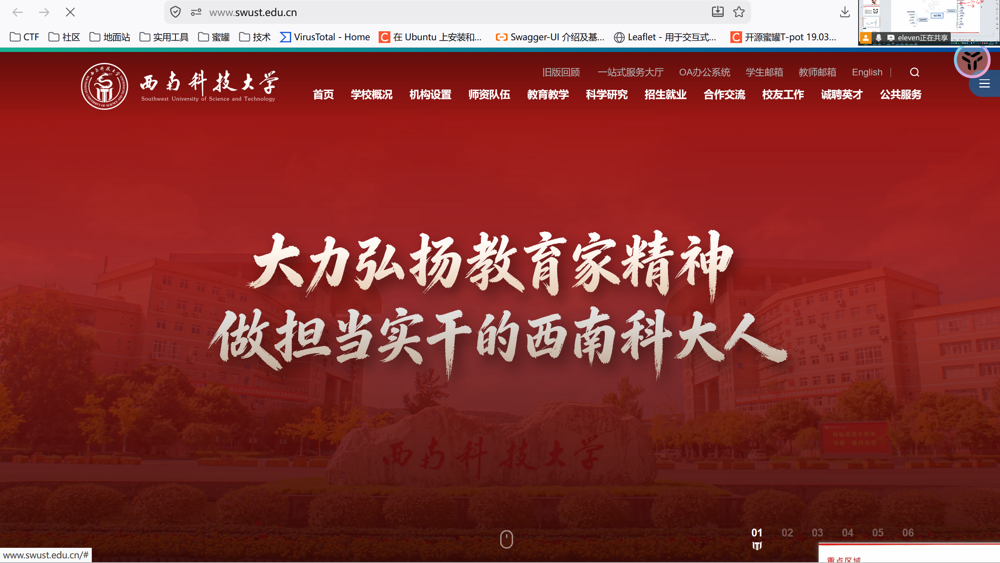 www.swust.edu.cn
eleven正在共享
CTF 社区 地面站 实用工具 蜜罐 技术 VirusTotal - Home 在 Ubuntu 上安装和... Swagger-UI 介绍及基... Leaflet - 用于交互式... 开源蜜罐T-pot 19.03...
旧版回顾 一站式服务大厅 OA办公系统 学生邮箱 教师邮箱 English
西南科技大学
Southwest University of Science and Technology
首页 学校概况 机构设置 师资队伍 教育教学 科学研究 招生就业 合作交流 校友工作 诚聘英才 公共服务
大力弘扬教育家精神
做担当实干的西南科大人
西南科技大学
01 02 03 04 05 06
www.swust.edu.cn/#
重点区域